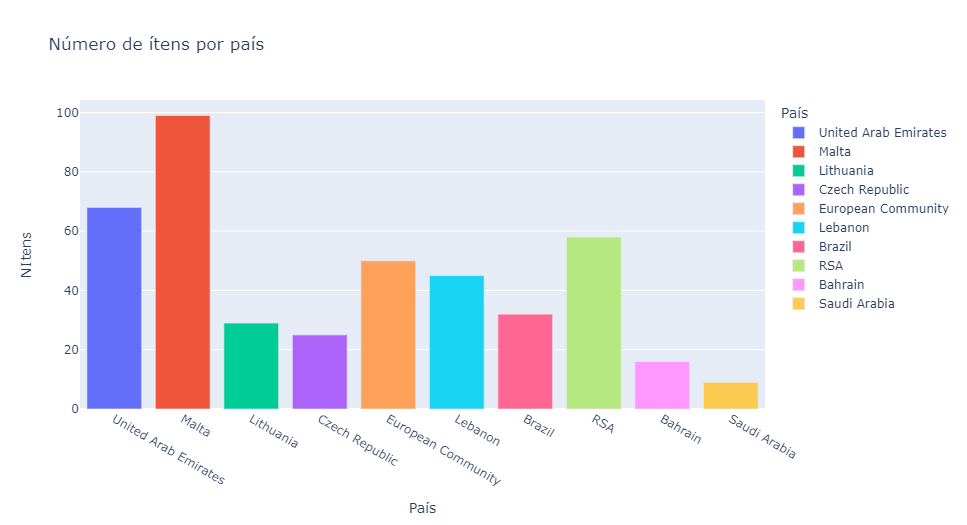 Número de ítens por país
NItens
100
80
60
40
20
0
United Arab Emirates
Malta
Lithuania
Czech Republic
European Community
Lebanon
Brazil
RSA
Bahrain
Saudi Arabia
País
País
United Arab Emirates
Malta
Lithuania
Czech Republic
European Community
Lebanon
Brazil
RSA
Bahrain
Saudi Arabia